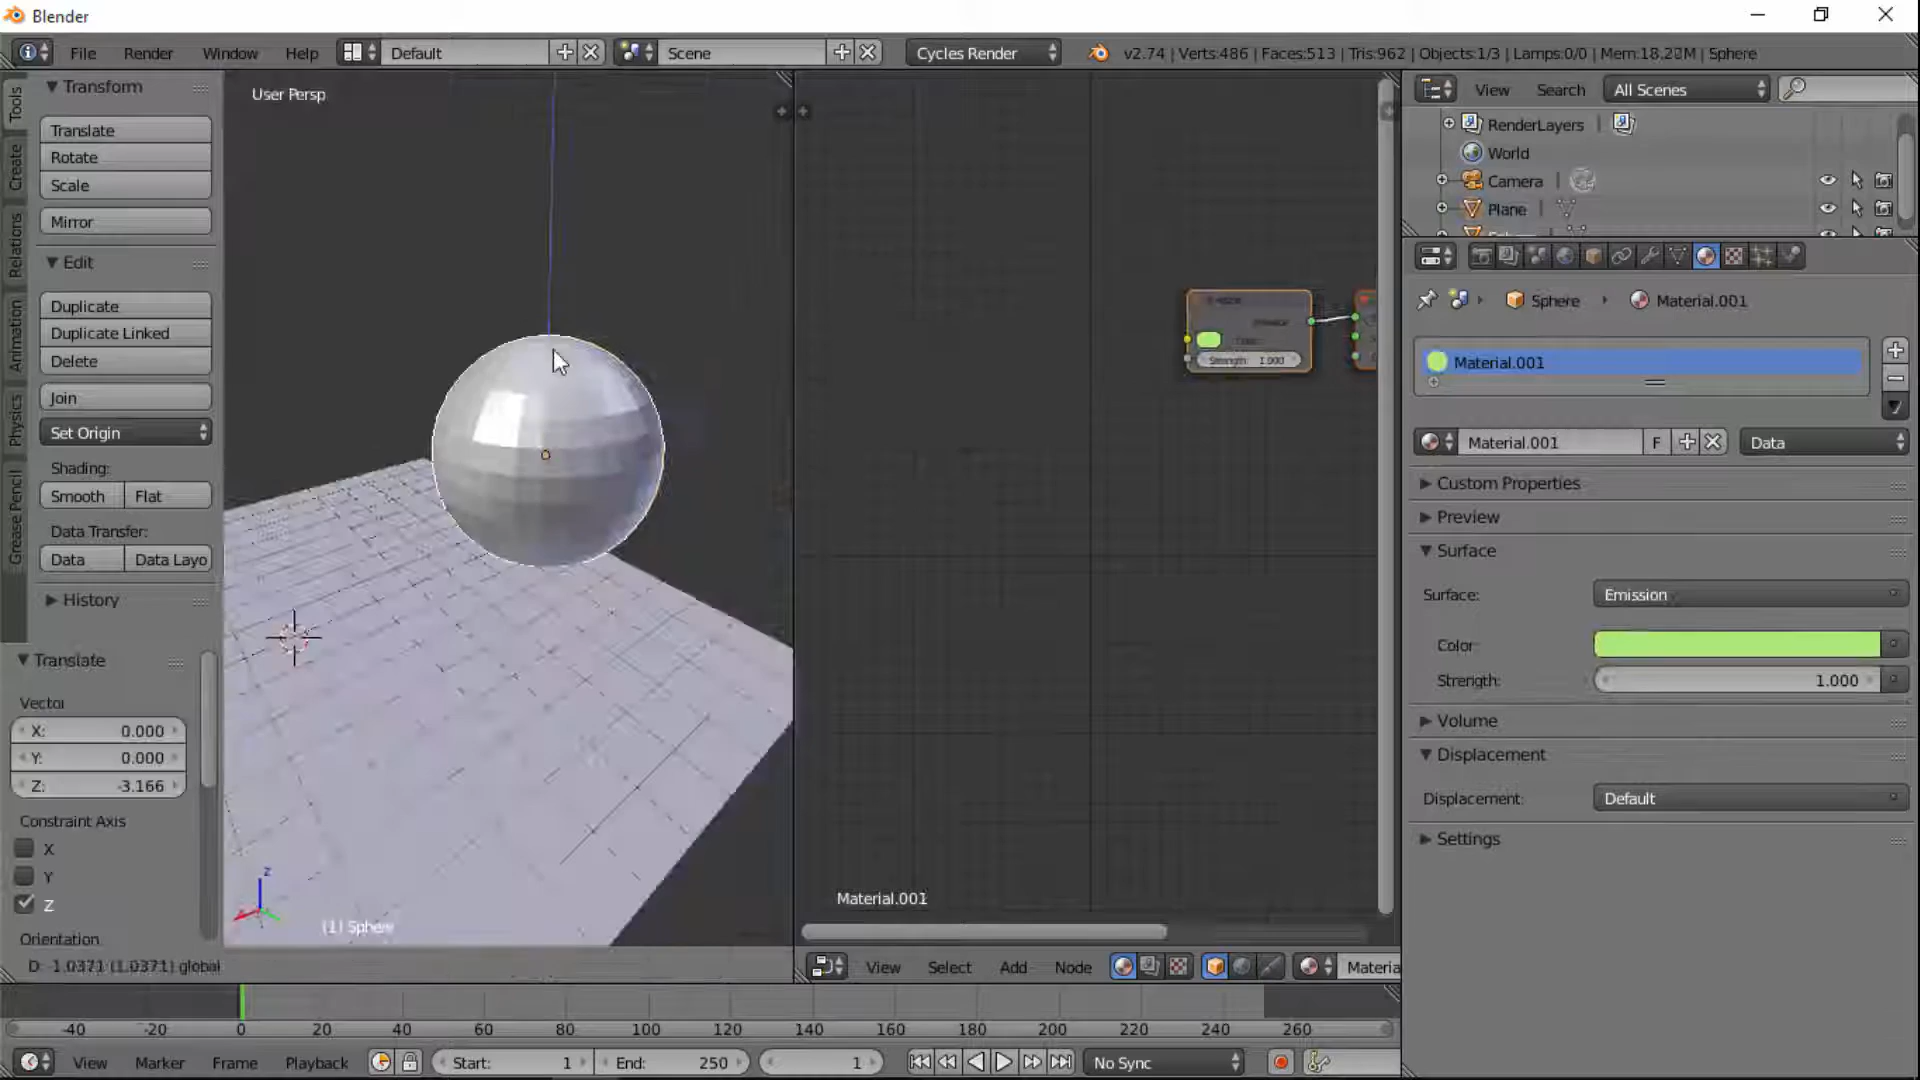 Blender
File Render Window Help Default Scene Cycles Render v2.74 | Verts:486 | Faces:513 | Tris:962 | Objects:1/3 | Lamps:0/0 | Mem:18.20M | Sphere
Tools
Create
Relations
Animation
Physics
Grease Pencil
Transform
Translate
Rotate
Scale
Mirror
Edit
Duplicate
Duplicate Linked
Delete
Join
Set Origin
Shading:
Smooth Flat
Data Transfer:
Data Data Layo
History
Translate
Vector
X: 0.000
Y: 0.000
Z: -3.166
Constraint Axis
X
Y
Z
Orientation
D: -1.0371 (1.0371) global
User Persp
z
(1) Sphere
Strength: 1.000
Material.001
View Select Add Node Materia
View Search All Scenes
RenderLayers
World
Camera
Plane
Sphere Material.001
Material.001
Material.001 F Data
Custom Properties
Preview
Surface
Surface: Emission
Color:
Strength: 1.000
Volume
Displacement
Displacement: Default
Settings
-40 -20 0 20 40 60 80 100 120 140 160 180 200 220 240 260
View Marker Frame Playback Start: 1 End: 250 1 No Sync